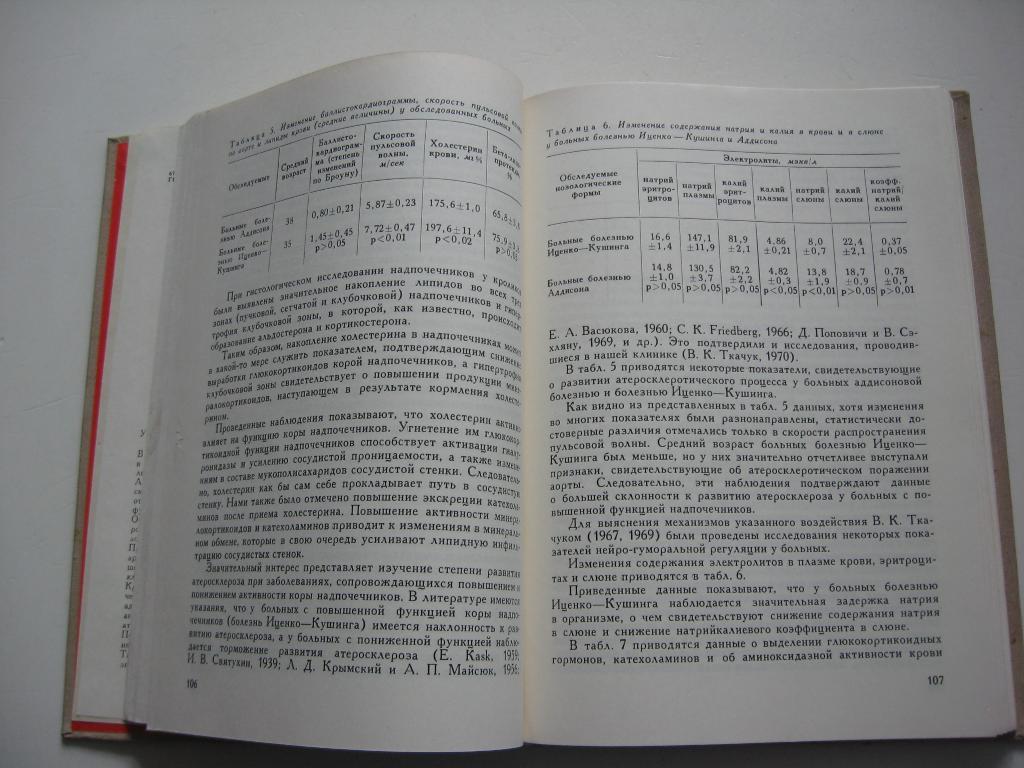 Таблица 5. Изменение баллистокардиограммы, скорость пульсовой
по аорте и липиды крови (средние величины) у обследованных больных
Обследуемые
Средний возраст
Баллисто-кардиограм-ма (степень изменений по Броуну)
Скорость пульсовой волны, м/сек
Холестерин крови, мг%
%
Больные боле-
знью Аддисона
38
0,80±0,21
5,87±0,23
175,6±1,0
Больные боле-
знью Иценко—
Кушинга
35
1,45±0,45
p>0,05
7,72±0,47
p<0,01
197,6±11,4
p<0,02
При гистологическом исследовании надпочечников у кроликов
были выявлены значительное накопление липидов во всех трех
зонах (пучковой, сетчатой и клубочковой) надпочечников и гипер-
трофия клубочковой зоны, в которой, как известно, происходит
образование альдостерона и кортикостерона.
Таким образом, накопление холестерина в надпочечниках может
в какой-то мере служить показателем, подтверждающим снижение
выработки глюкокортикоидов корой надпочечников, а гипертрофия
клубочковой зоны свидетельствует о повышении продукции мине-
ралокортикоидов, наступающем в результате кормления холесте-
рином.
Проведенные наблюдения показывают, что холестерин активно
влияет на функцию коры надпочечников. Угнетение им глюкокор-
тикоидной функции надпочечников способствует активации гиалу-
ронидазы и усилению сосудистой проницаемости, а также измене-
ниям в составе мукополисахаридов сосудистой стенки. Следователь-
но, холестерин как бы сам себе прокладывает путь в сосудистую
стенку. Нами также было отмечено повышение экскреции катехола-
минов после приема холестерина. Повышение активности минера-
локортикоидов и катехоламинов приводит к изменениям в минераль-
ном обмене, которые в свою очередь усиливают липидную инфиль-
трацию сосудистых стенок.
Значительный интерес представляет изучение степени развития
атеросклероза при заболеваниях, сопровождающихся повышением и
понижением активности коры надпочечников. В литературе имеются
указания, что у больных с повышенной функцией коры надпо-
чечников (болезнь Иценко—Кушинга) имеется наклонность к раз-
витию атеросклероза, а у больных с пониженной функцией наблю-
дается торможение развития атеросклероза (E. Kask, 1959;
И. В. Святухин, 1939; Л. Д. Крымский и А. П. Майсюк, 1956;
106
Таблица 6. Изменение содержания натрия и калия в крови и в слюне
у больных болезнью Иценко—Кушинга и Аддисона
Обследуемые
нозологические
формы
Электролиты, мэкв/л
натрий эритро-цитов
натрий плазмы
калий эрит-роцитов
калий плазмы
натрий слюны
калий слюны
коэфф. натрий/калий слюны
Больные болезнью
Иценко—Кушинга
16,6 ±1,4
147,1 ±11,9
81,9 ±2,1
4,86 ±0,21
8,0 ±0,7
22,4 ±2,1
0,37 ±0,05
Больные болезнью
Аддисона
14,8 ±1,0 p>0,05
130,5 ±3,7 p>0,05
82,2 ±2,2 p>0,05
4,82 ±0,3 p<0,05
13,8 ±1,9 p<0,01
18,7 ±0,9 p>0,05
0,78 ±0,7 p>0,01
Е. А. Васюкова, 1960; С. К. Friedberg, 1966; Д. Поповичи и В. Сэ-
хляну, 1969, и др.). Это подтвердили и исследования, проводив-
шиеся в нашей клинике (В. К. Ткачук, 1970).
В табл. 5 приводятся некоторые показатели, свидетельствующие
о развитии атеросклеротического процесса у больных аддисоновой
болезнью и болезнью Иценко—Кушинга.
Как видно из представленных в табл. 5 данных, хотя изменения
во многих показателях были разнонаправлены, статистически до-
стоверные различия отмечались только в скорости распространения
пульсовой волны. Средний возраст больных болезнью Иценко—
Кушинга был меньше, но у них значительно отчетливее выступали
признаки, свидетельствующие об атеросклеротическом поражении
аорты. Следовательно, эти наблюдения подтверждают данные
о большей склонности к развитию атеросклероза у больных с по-
вышенной функцией надпочечников.
Для выяснения механизмов указанного воздействия В. К. Тка-
чуком (1967, 1969) были проведены исследования некоторых пока-
зателей нейро-гуморальной регуляции у больных.
Изменения содержания электролитов в плазме крови, эритроци-
тах и слюне приводятся в табл. 6.
Приведенные данные показывают, что у больных болезнью
Иценко—Кушинга наблюдается значительная задержка натрия
в организме, о чем свидетельствуют снижение содержания натрия
в слюне и снижение натрийкалиевого коэффициента в слюне.
В табл. 7 приводятся данные о выделении глюкокортикоидных
гормонов, катехоламинов и об аминоксидазной активности крови
107